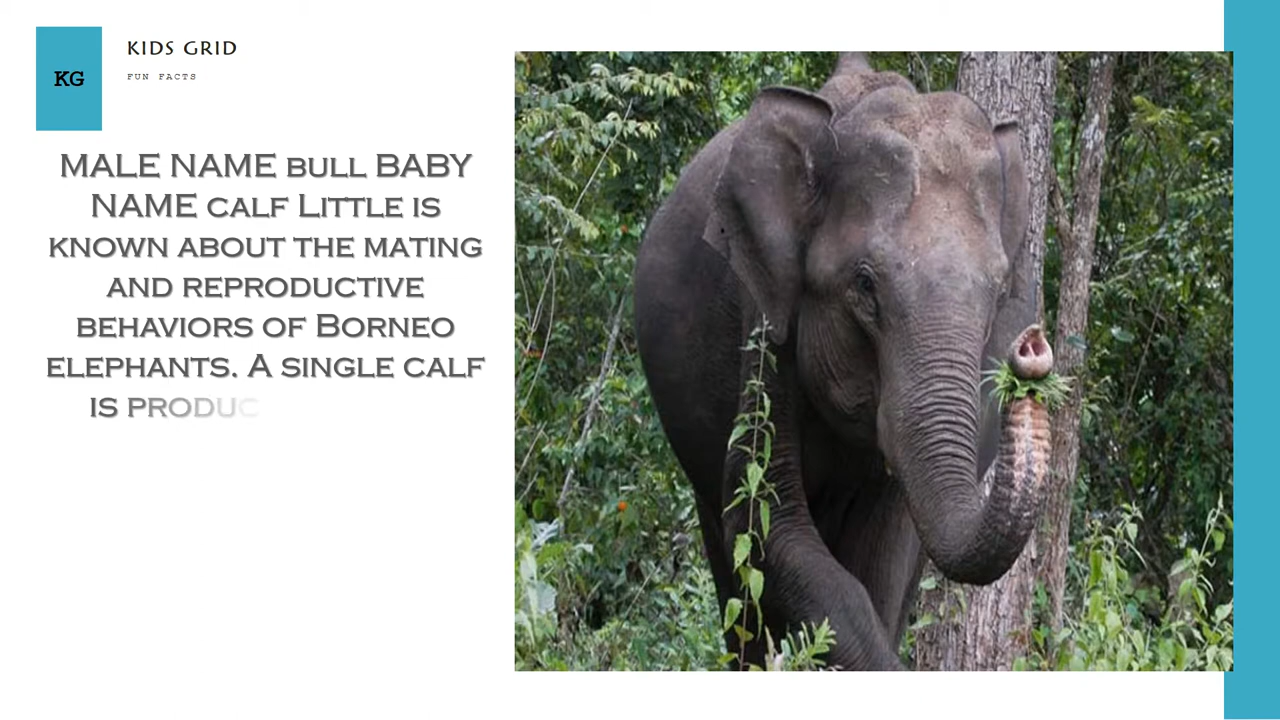 KG
KIDS GRID
FUN FACTS
MALE NAME BULL BABY
NAME CALF LITTLE IS
KNOWN ABOUT THE MATING
AND REPRODUCTIVE
BEHAVIORS OF BORNEO
ELEPHANTS. A SINGLE CALF
IS PRODUC